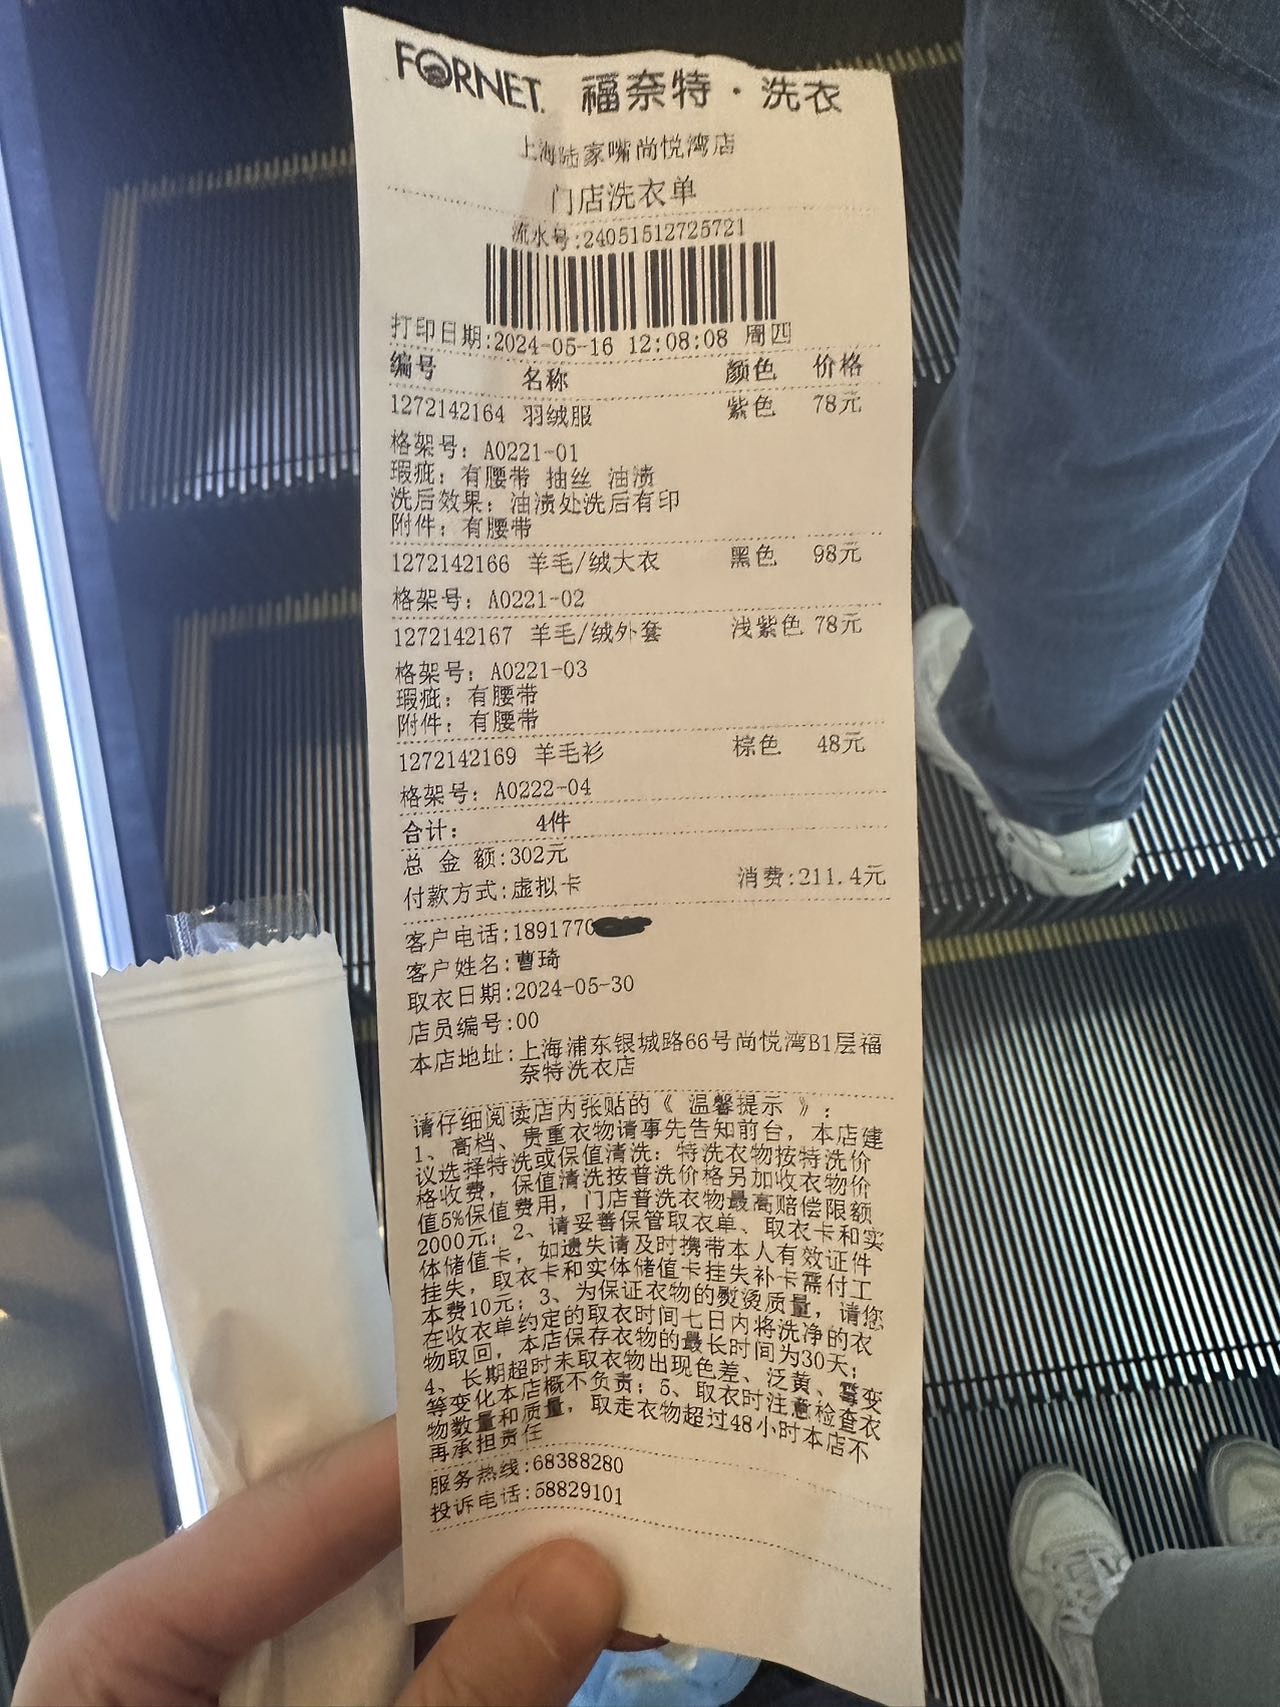 FORNET. 福奈特·洗衣
上海陆家嘴尚悦湾店
门店洗衣单
流水号:24051512725721
打印日期:2024-05-16 12:08:08 周四
编号 名称 颜色 价格
1272142164 羽绒服 紫色 78元
格架号: A0221-01
瑕疵: 有腰带 抽丝 油渍
洗后效果: 油渍处洗后有印
附件: 有腰带
1272142166 羊毛/绒大衣 黑色 98元
格架号: A0221-02
1272142167 羊毛/绒外套 浅紫色 78元
格架号: A0221-03
瑕疵: 有腰带
附件: 有腰带
1272142169 羊毛衫 棕色 48元
格架号: A0222-04
合计: 4件
总 金 额:302元
付款方式:虚拟卡 消费:211.4元
客户电话:1891770
客户姓名:曹琦
取衣日期:2024-05-30
店员编号:00
本店地址:上海浦东银城路66号尚悦湾B1层福
奈特洗衣店
请仔细阅读店内张贴的《 温馨提示 》:
1、高档、贵重衣物请事先告知前台, 本店建
议选择特洗或保值清洗: 特洗衣物按特洗价
格收费, 保值清洗按普洗价格另加收衣物价
值5%保值费用, 门店普洗衣物最高赔偿限额
2000元; 2、请妥善保管取衣单、取衣卡和实
体储值卡, 如遗失请及时携带本人有效证件
挂失, 取衣卡和实体储值卡挂失补卡需付工
本费10元; 3、为保证衣物的熨烫质量, 请您
在收衣单约定的取衣时间七日内将洗净的衣
物取回, 本店保存衣物的最长时间为30天;
4、长期超时未取衣物出现色差、泛黄、霉变
等变化本店概不负责; 5、取衣时注意检查衣
物数量和质量, 取走衣物超过48小时本店不
再承担责任
服务热线:68388280
投诉电话:58829101